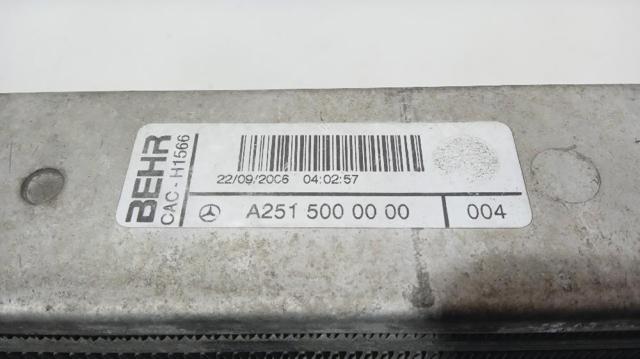 BEHR
CAC - H1566
22/09/2006 04:02:57
A251 500 00 00
004